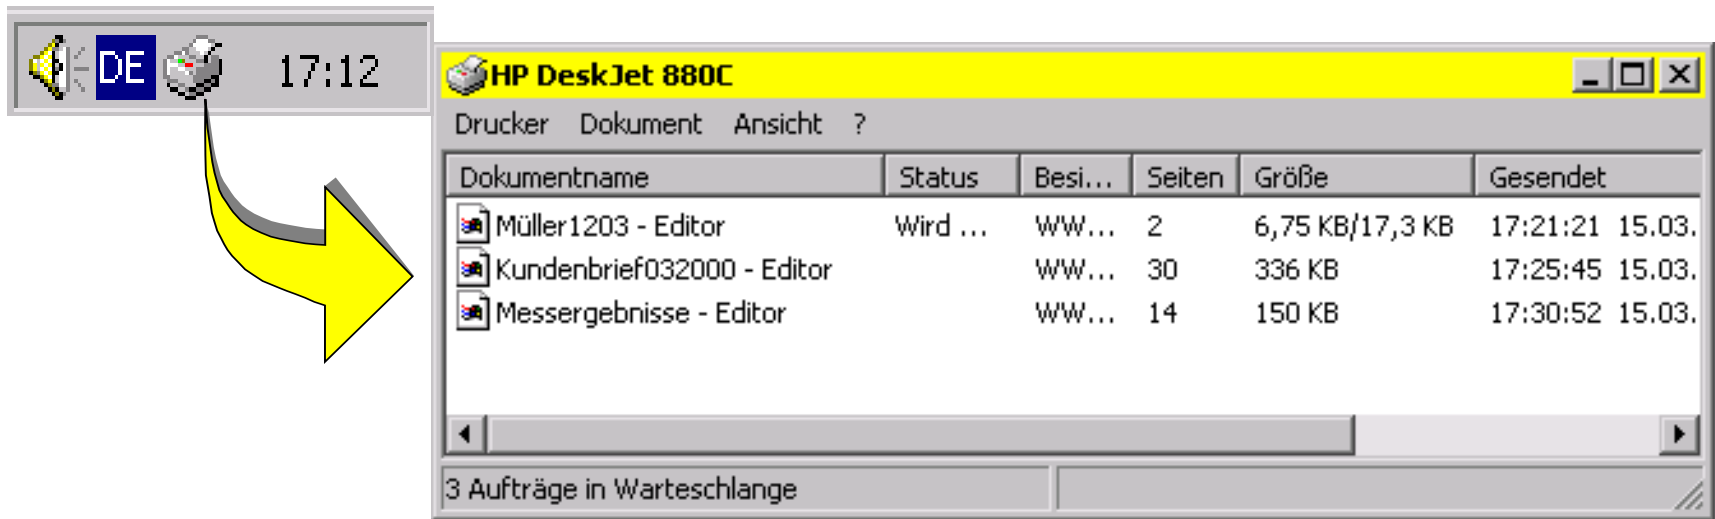 DE 17:12
HP DeskJet 880C
Drucker Dokument Ansicht ?
Dokumentname Status Besi... Seiten Größe Gesendet
Müller1203 - Editor Wird ... WW... 2 6,75 KB/17,3 KB 17:21:21 15.03.
Kundenbrief032000 - Editor WW... 30 336 KB 17:25:45 15.03.
Messergebnisse - Editor WW... 14 150 KB 17:30:52 15.03.
3 Aufträge in Warteschlange